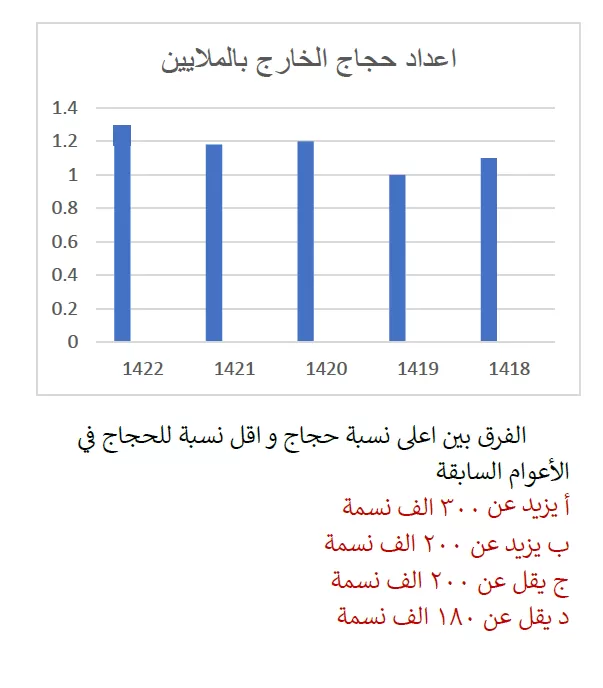 اعداد حجاج الخارج بالملايين
1.4
1.2
1
0.8
0.6
0.4
0.2
0
1422 1421 1420 1419 1418
الفرق بين اعلى نسبة حجاج و اقل نسبة للحجاج في
الأعوام السابقة
أ يزيد عن ٣٠٠ الف نسمة
ب يزيد عن ٢٠٠ الف نسمة
ج يقل عن ٢٠٠ الف نسمة
د يقل عن ١٨٠ الف نسمة